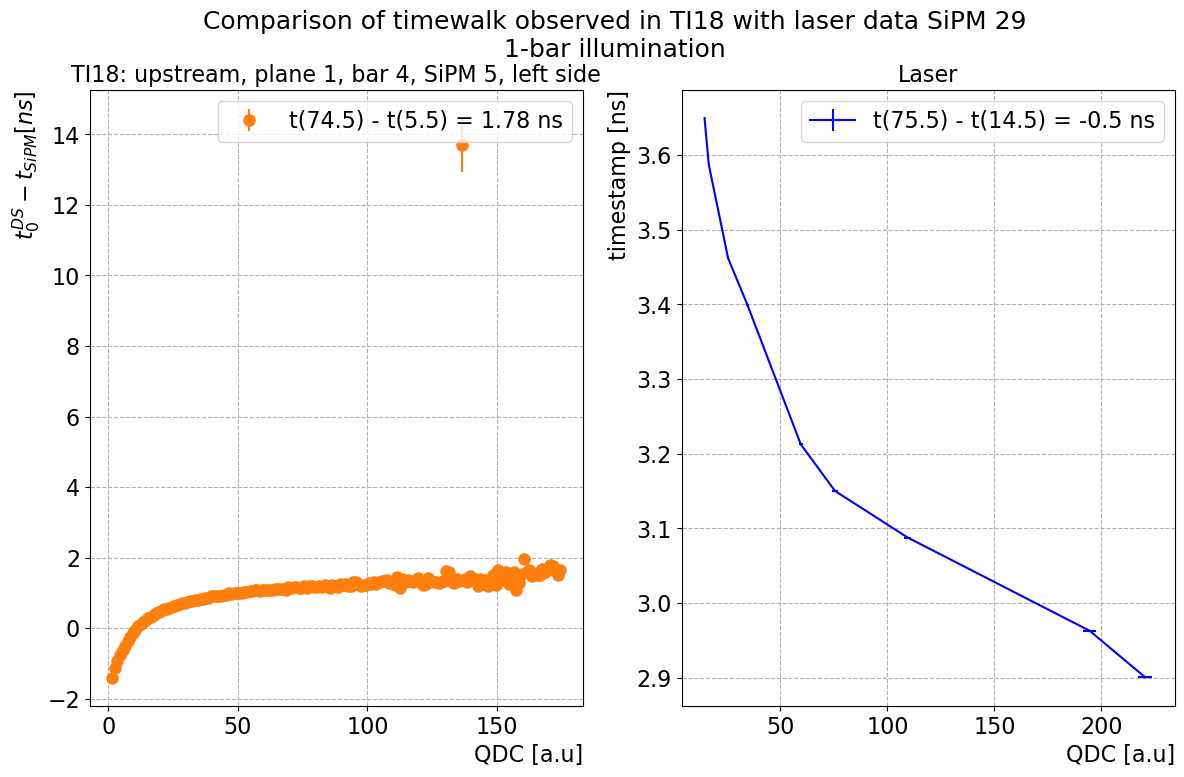 Comparison of timewalk observed in TI18 with laser data SiPM 29
1-bar illumination
TI18: upstream, plane 1, bar 4, SiPM 5, left side
t(74.5) - t(5.5) = 1.78 ns
t₀ᴰˢ − t_SiPM[ns]
14
12
10
8
6
4
2
0
−2
0 50 100 150
QDC [a.u]
Laser
t(75.5) - t(14.5) = -0.5 ns
timestamp [ns]
3.6
3.5
3.4
3.3
3.2
3.1
3.0
2.9
50 100 150 200
QDC [a.u]